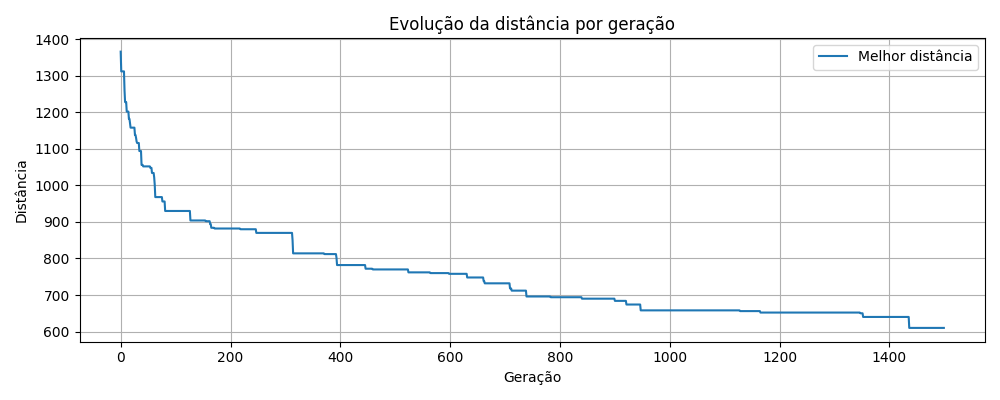 Evolução da distância por geração
Melhor distância
Distância
1400
1300
1200
1100
1000
900
800
700
600
0 200 400 600 800 1000 1200 1400
Geração